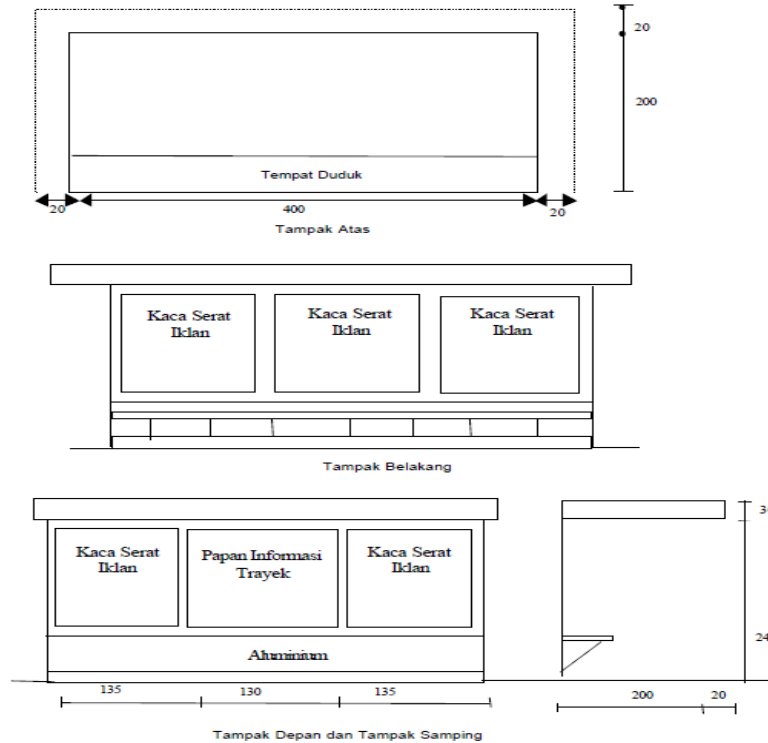 20
200
Tempat Duduk
20
400
20
Tampak Atas
Kaca Serat
Iklan
Kaca Serat
Iklan
Kaca Serat
Iklan
Tampak Belakang
Kaca Serat
Iklan
Papan Informasi
Trayek
Kaca Serat
Iklan
Aluminium
135
130
135
200
20
Tampak Depan dan Tampak Samping